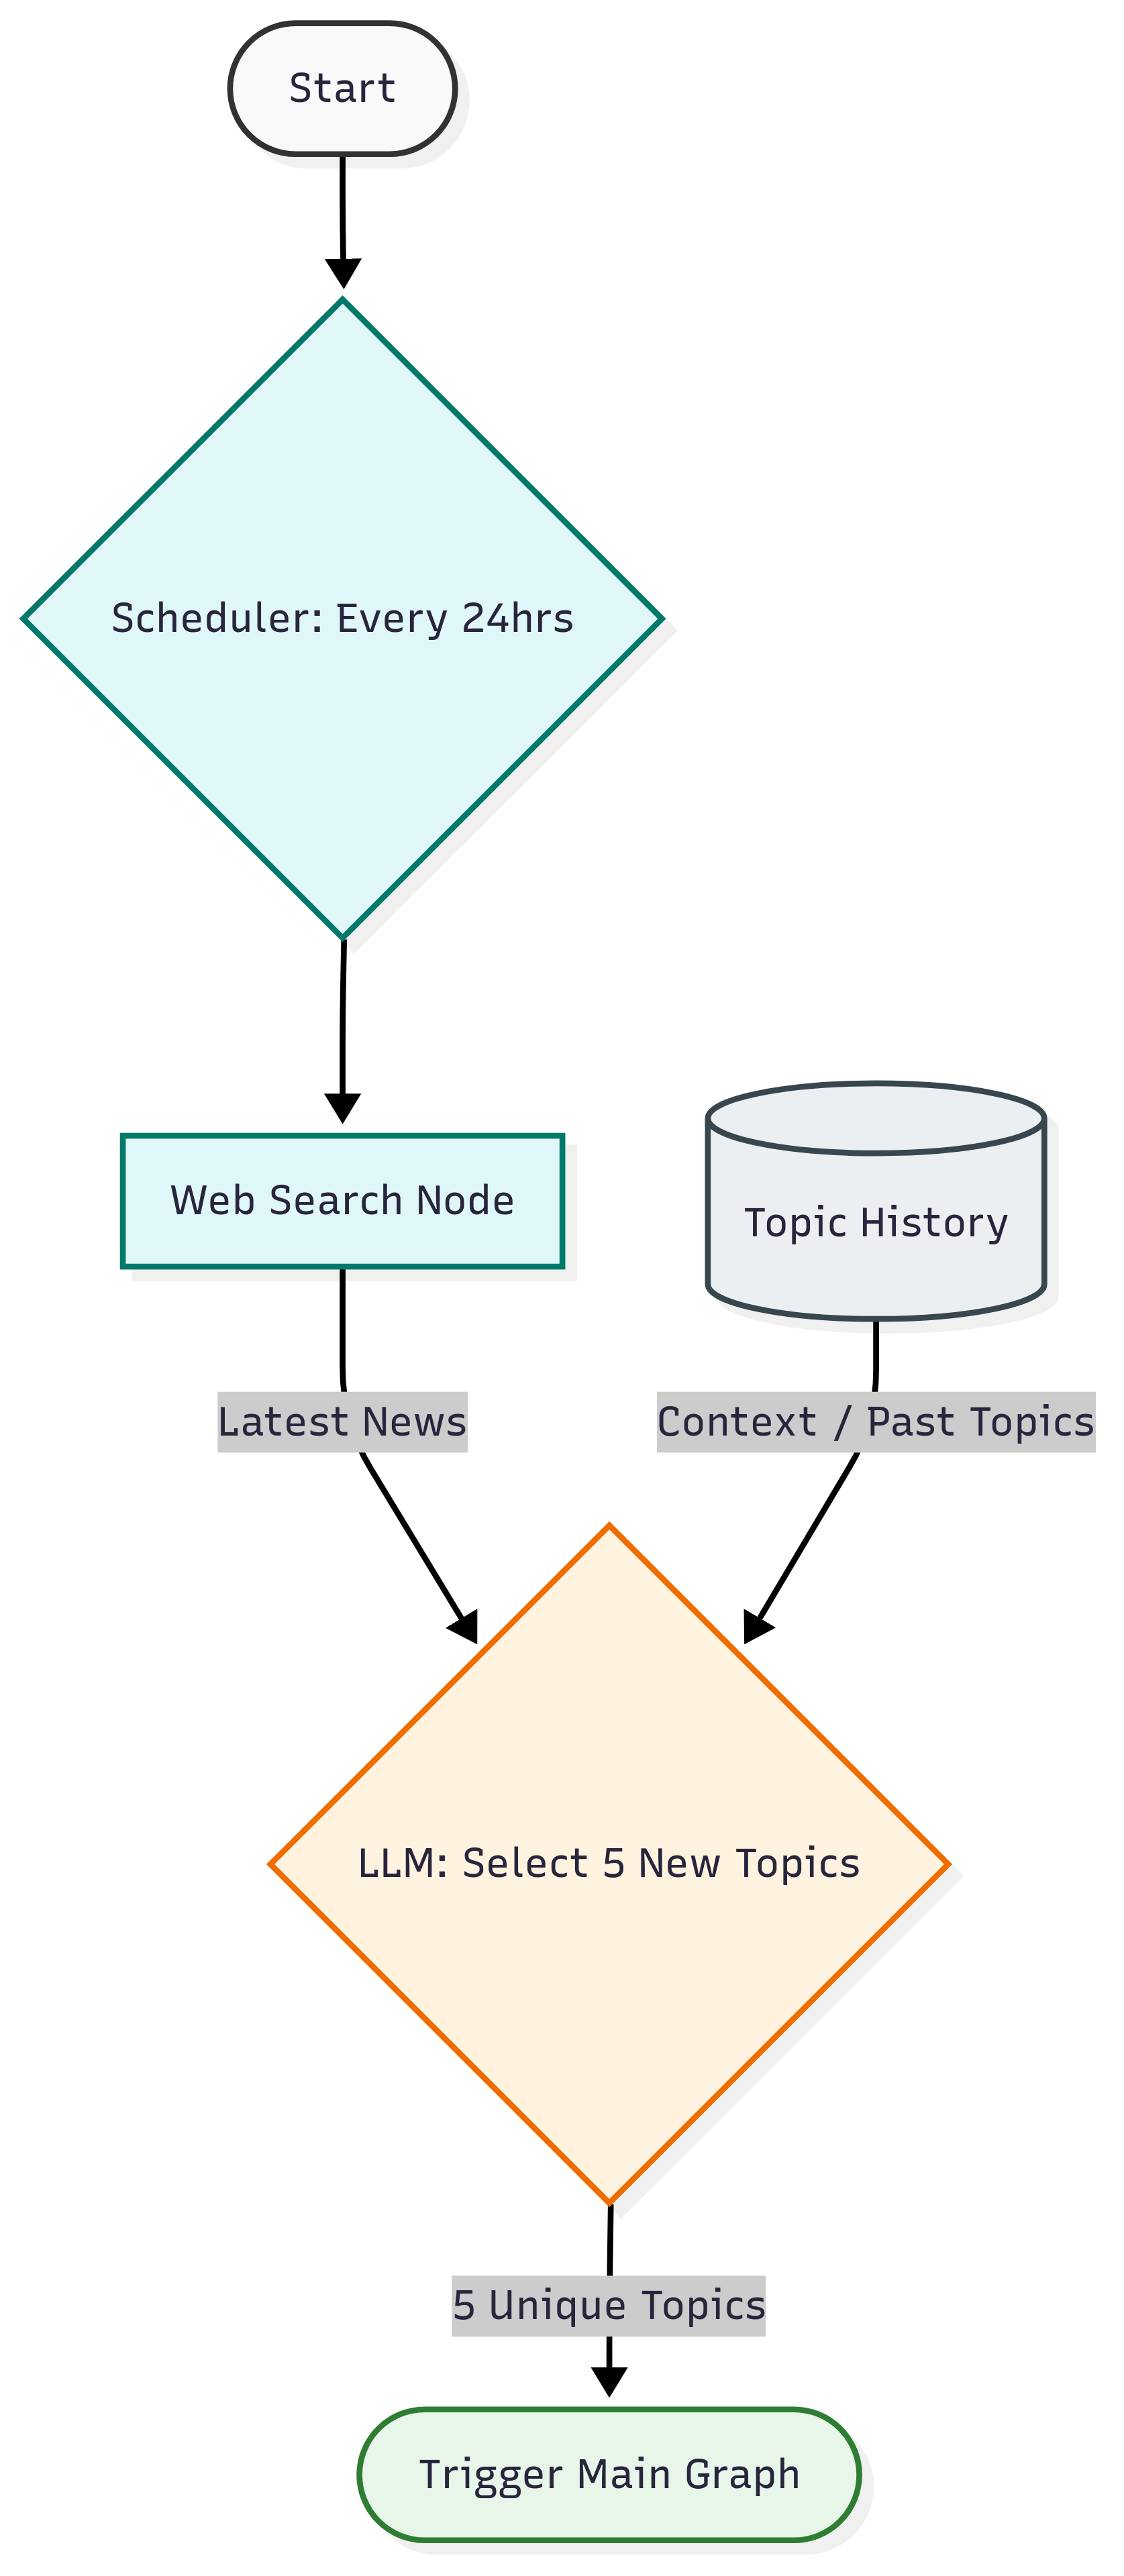 Start
Scheduler: Every 24hrs
Web Search Node
Topic History
Latest News
Context / Past Topics
LLM: Select 5 New Topics
5 Unique Topics
Trigger Main Graph